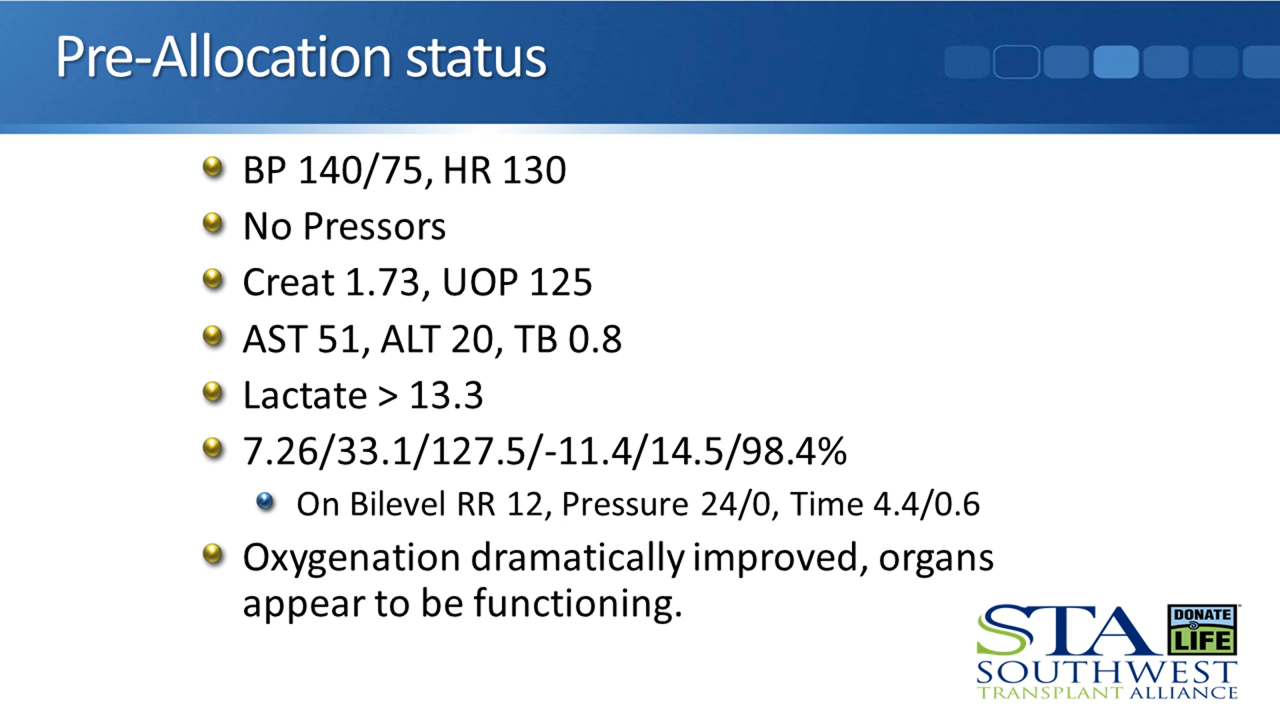 Pre-Allocation status
BP 140/75, HR 130
No Pressors
Creat 1.73, UOP 125
AST 51, ALT 20, TB 0.8
Lactate > 13.3
7.26/33.1/127.5/-11.4/14.5/98.4%
On Bilevel RR 12, Pressure 24/0, Time 4.4/0.6
Oxygenation dramatically improved, organs
appear to be functioning.
STA
DONATE
LIFE
SOUTHWEST
TRANSPLANT ALLIANCE